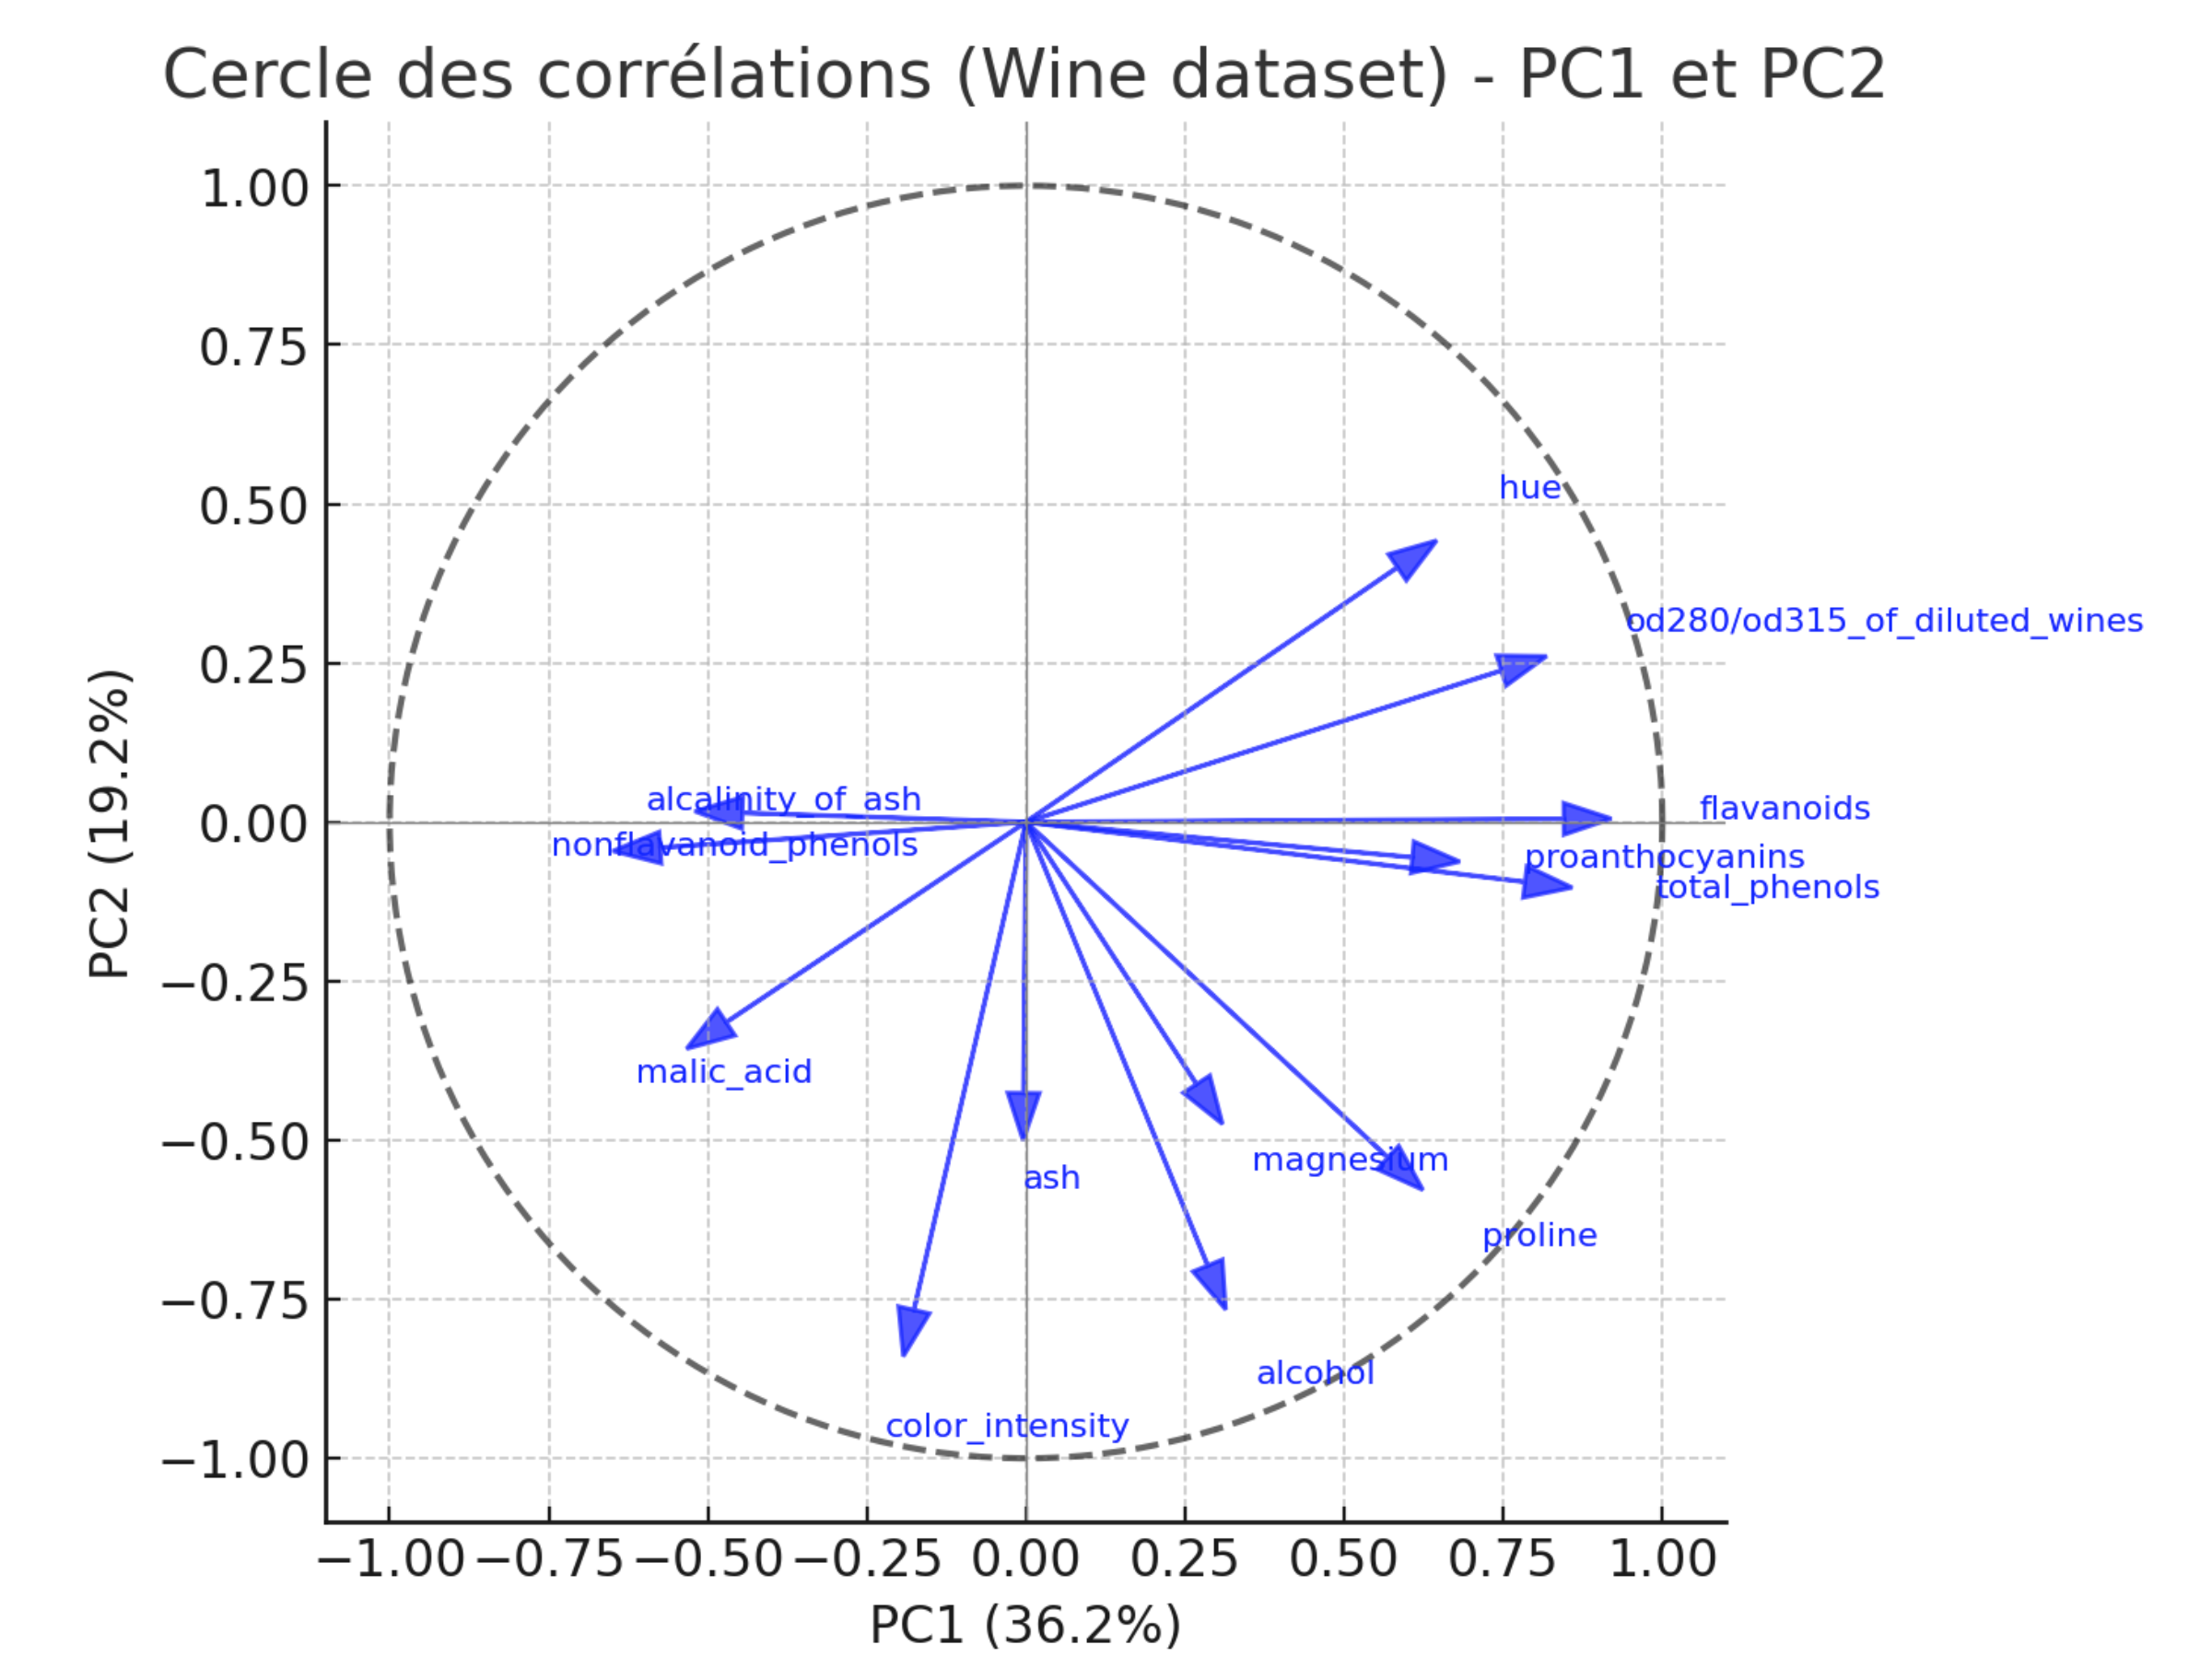 Cercle des corrélations (Wine dataset) - PC1 et PC2
1.00
0.75
0.50
0.25
0.00
−0.25
−0.50
−0.75
−1.00
PC2 (19.2%)
hue
od280/od315_of_diluted_wines
alcalinity_of_ash
flavanoids
nonflavanoid_phenols
proanthocyanins
total_phenols
malic_acid
magnesium
ash
proline
alcohol
color_intensity
−1.00 −0.75 −0.50 −0.25 0.00 0.25 0.50 0.75 1.00
PC1 (36.2%)